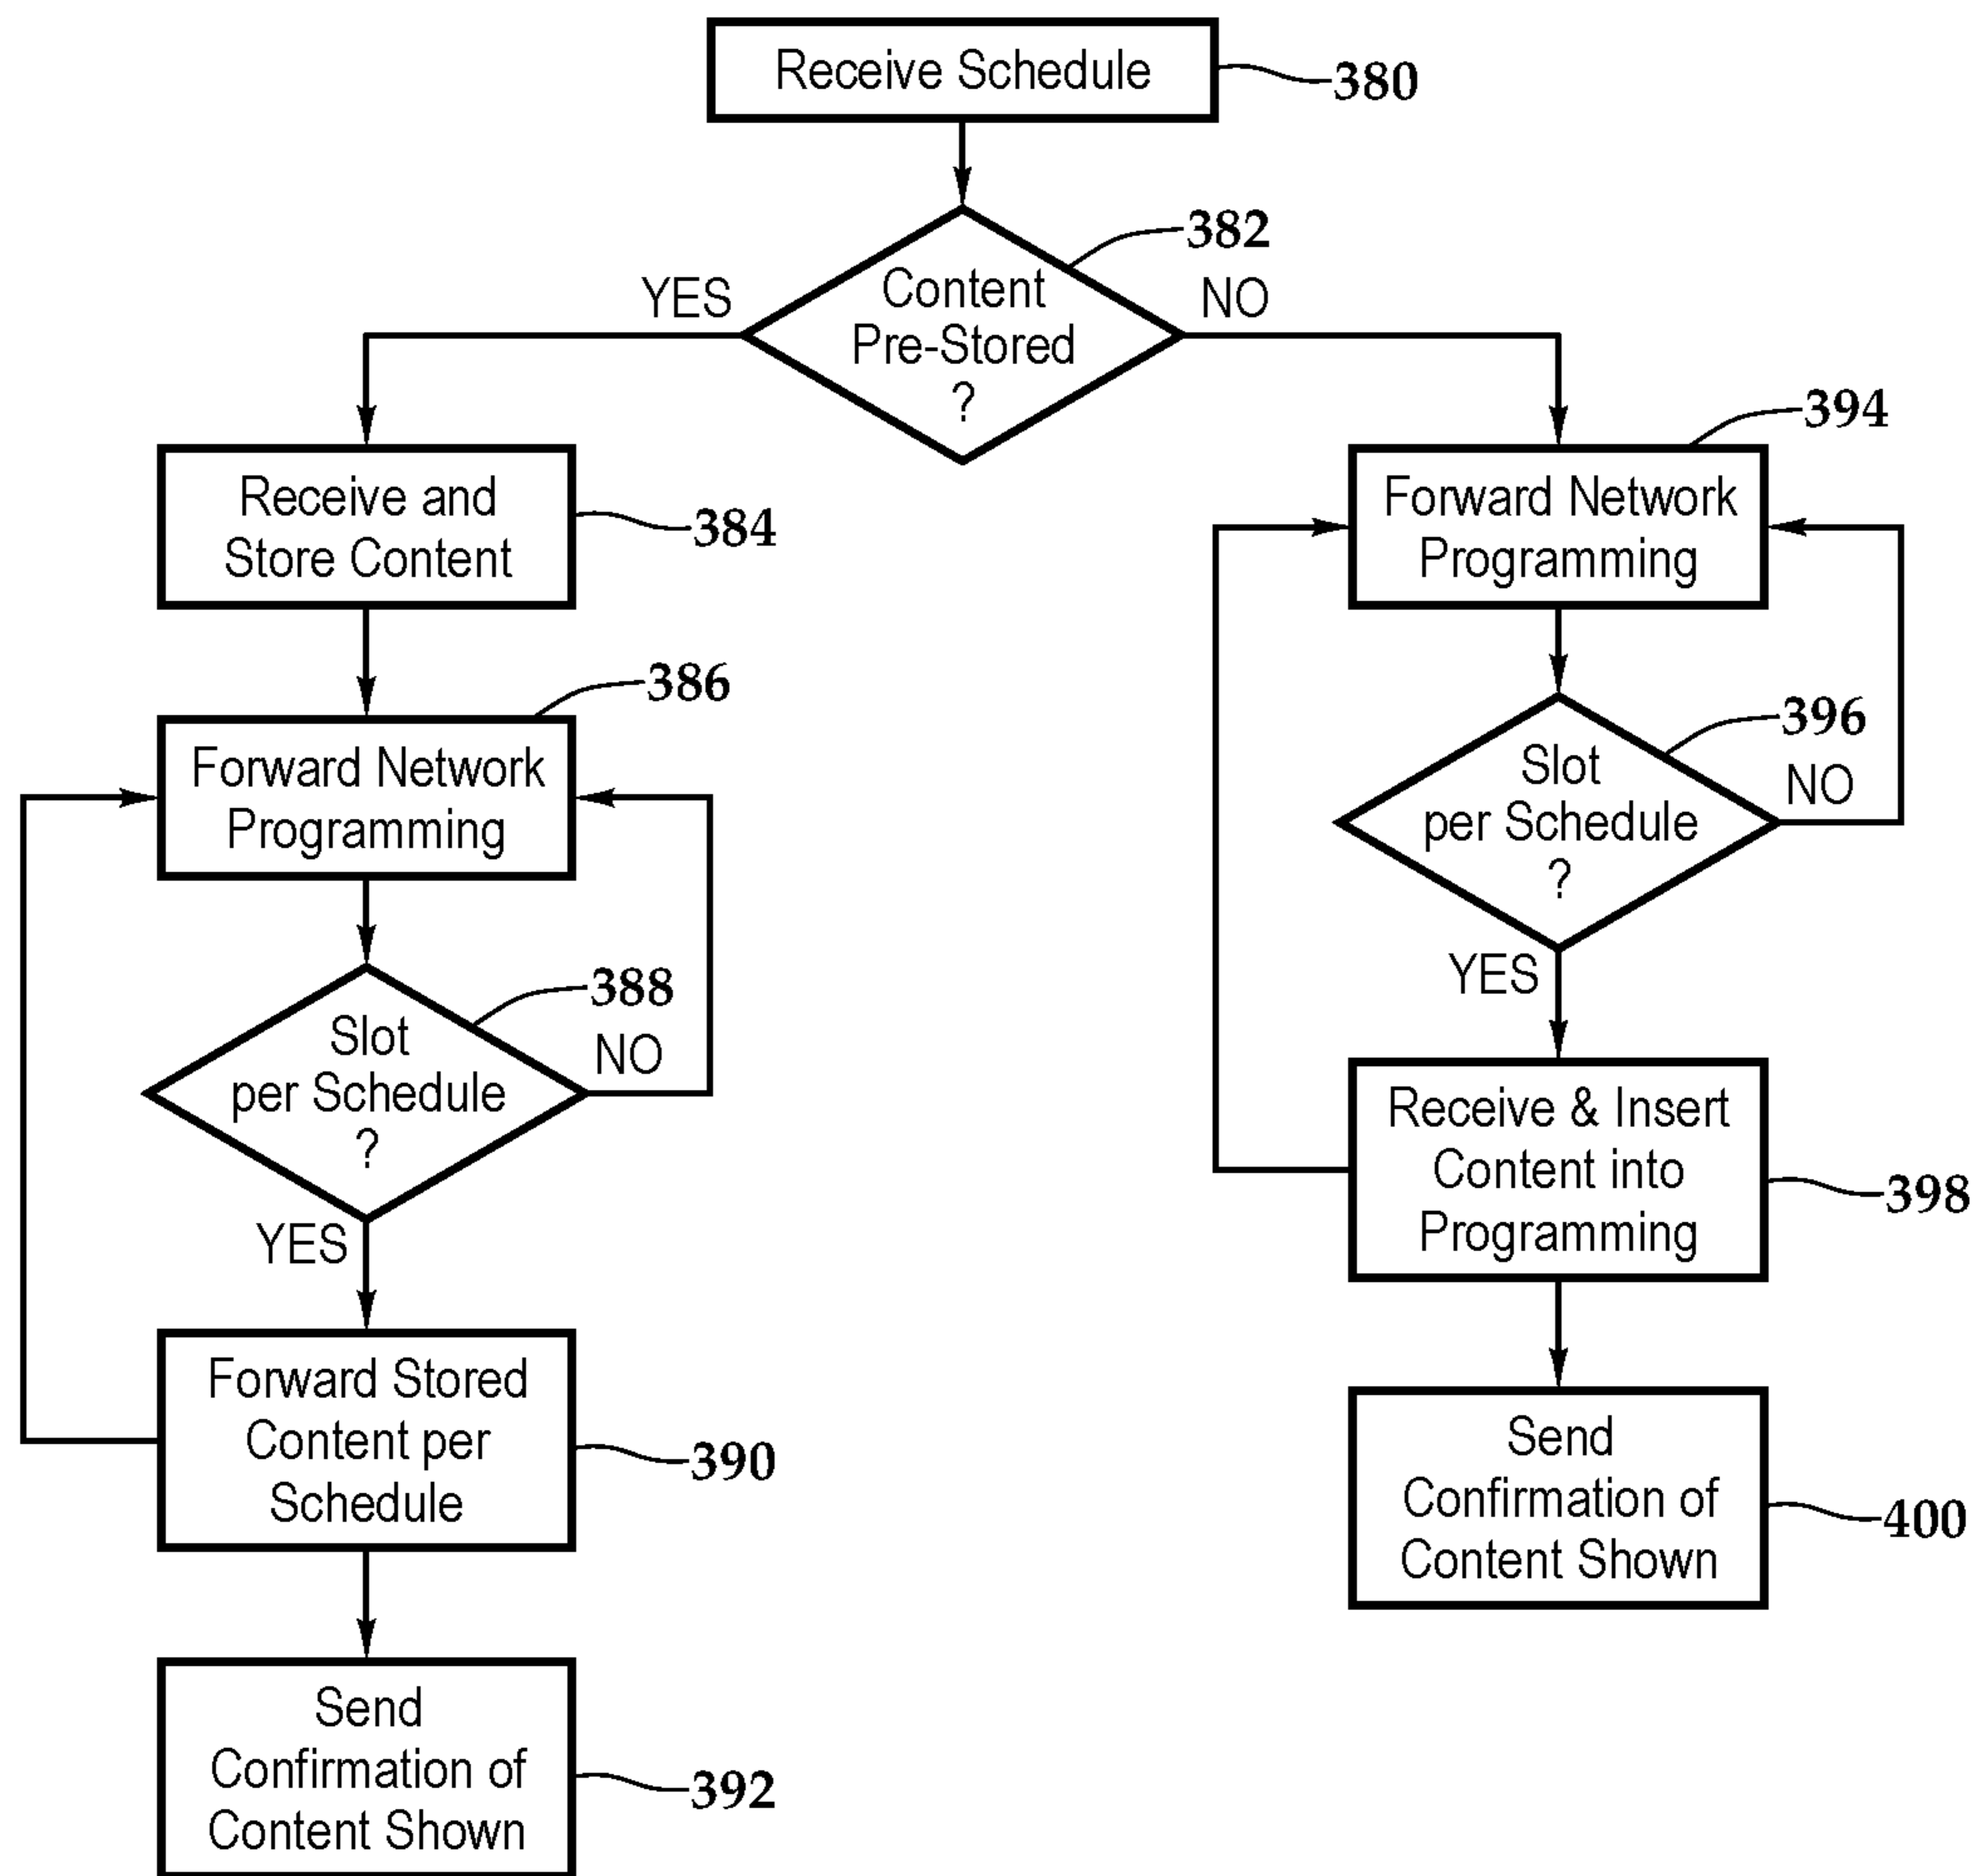 Receive Schedule
380
382
YES
Content
Pre-Stored
?
NO
Receive and
Store Content
384
386
Forward Network
Programming
388
Slot
per Schedule
?
NO
YES
Forward Stored
Content per
Schedule
390
Send
Confirmation of
Content Shown
392
394
Forward Network
Programming
396
Slot
per Schedule
?
NO
YES
Receive & Insert
Content into
Programming
398
Send
Confirmation of
Content Shown
400